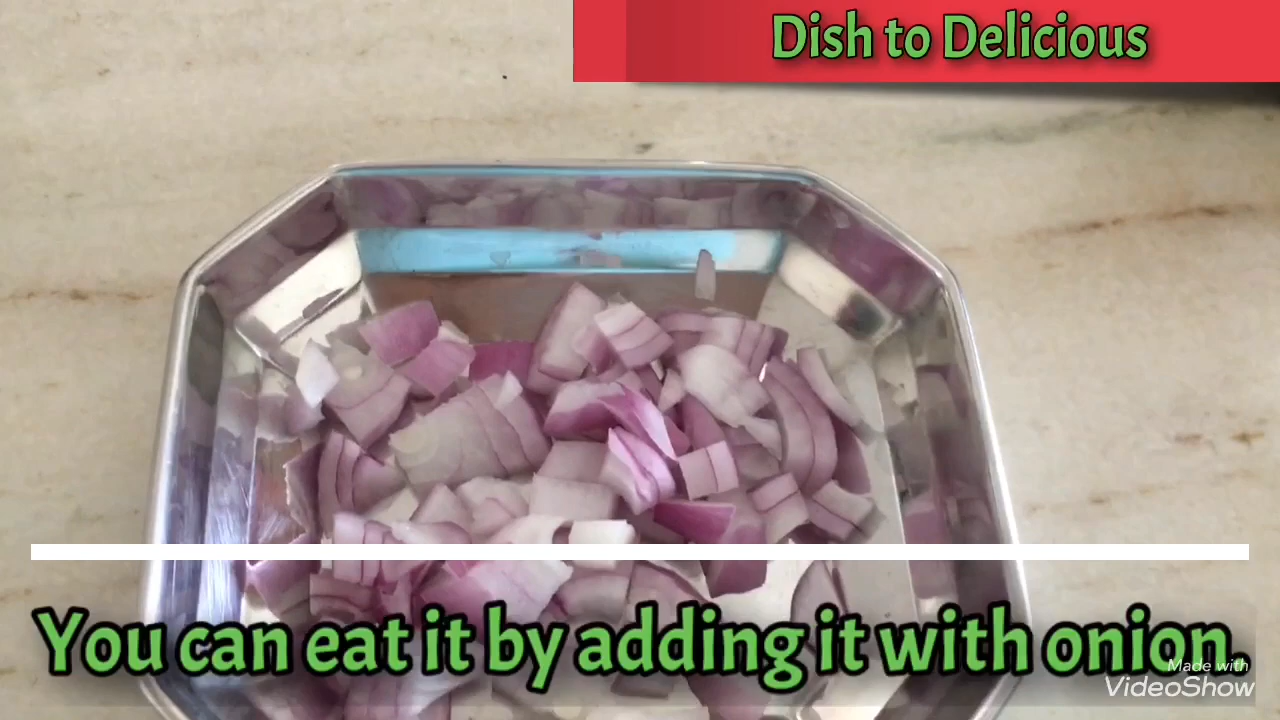 Dish to Delicious
You can eat it by adding it with onion.
Made with
VideoShow